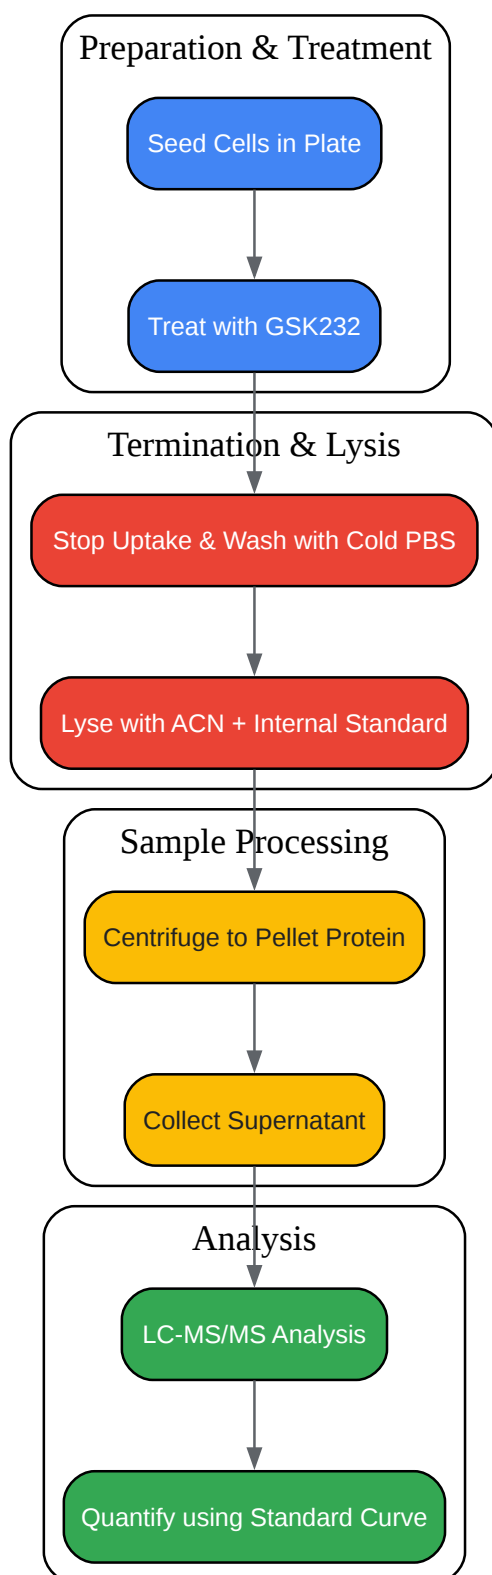 Preparation & Treatment
Seed Cells in Plate
Treat with GSK232
Termination & Lysis
Stop Uptake & Wash with Cold PBS
Lyse with ACN + Internal Standard
Sample Processing
Centrifuge to Pellet Protein
Collect Supernatant
Analysis
LC-MS/MS Analysis
Quantify using Standard Curve